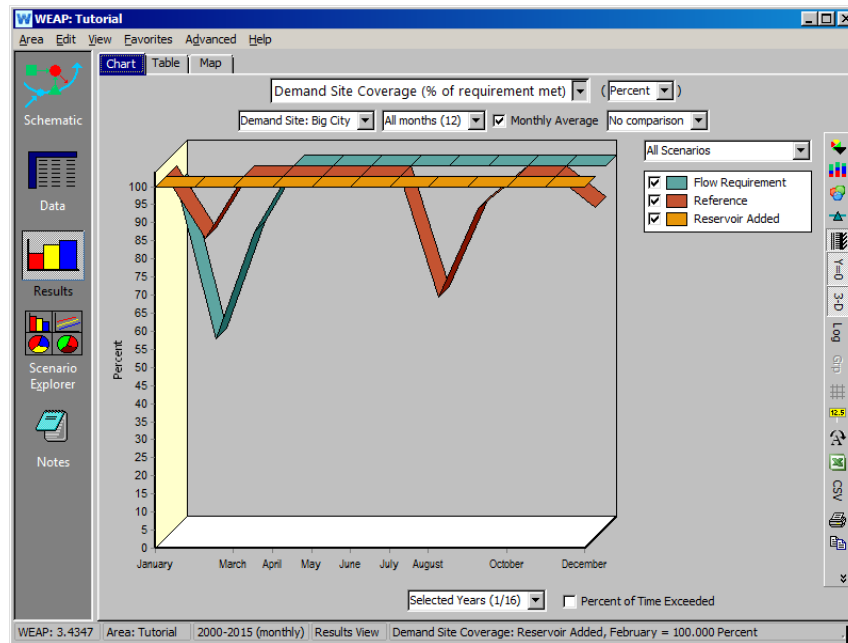 WEAP: Tutorial
Area Edit View Favorites Advanced Help
Chart Table Map
Demand Site Coverage (% of requirement met) ( Percent )
Demand Site: Big City All months (12) Monthly Average No comparison
All Scenarios
Flow Requirement
Reference
Reservoir Added
Schematic
Data
Results
Scenario
Explorer
Notes
Percent
100
95
90
85
80
75
70
65
60
55
50
45
40
35
30
25
20
15
10
5
0
January March April May June July August October December
Selected Years (1/16) Percent of Time Exceeded
Y=0
3-D
Log
Grp
12.5
A
CSV
WEAP: 3.4347 Area: Tutorial 2000-2015 (monthly) Results View Demand Site Coverage: Reservoir Added, February = 100.000 Percent